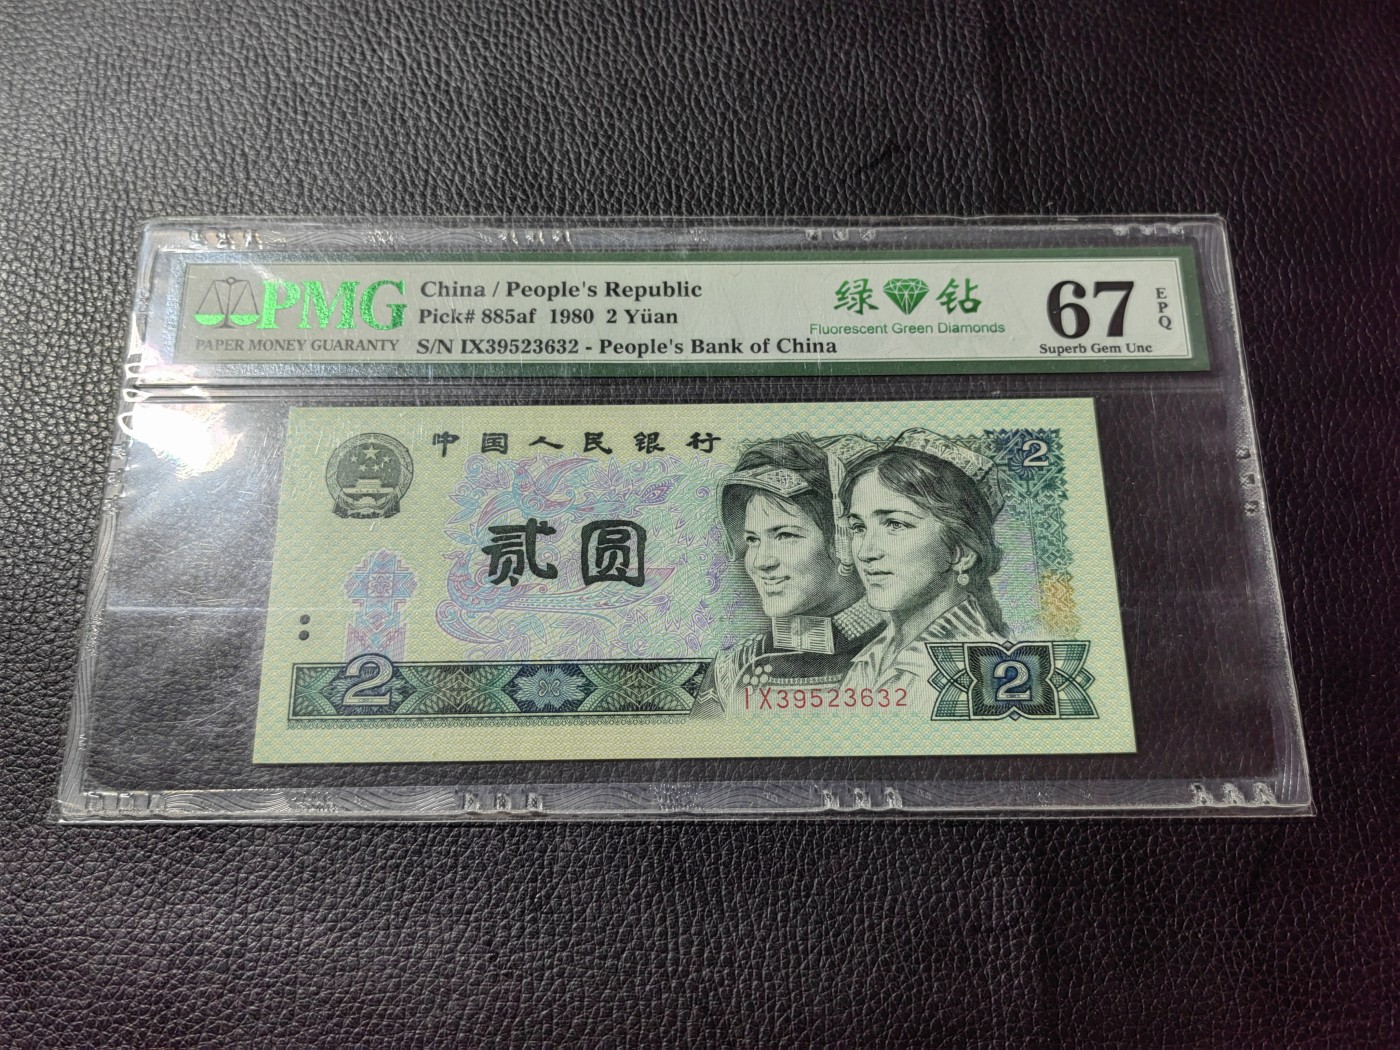 PMG
PAPER MONEY GUARANTY
China / People's Republic
Pick# 885af 1980 2 Yüan
S/N IX39523632 - People's Bank of China
绿钻
Fluorescent Green Diamonds
67
EPQ
Superb Gem Unc
中国人民银行
2
贰圆
2
IX39523632
2